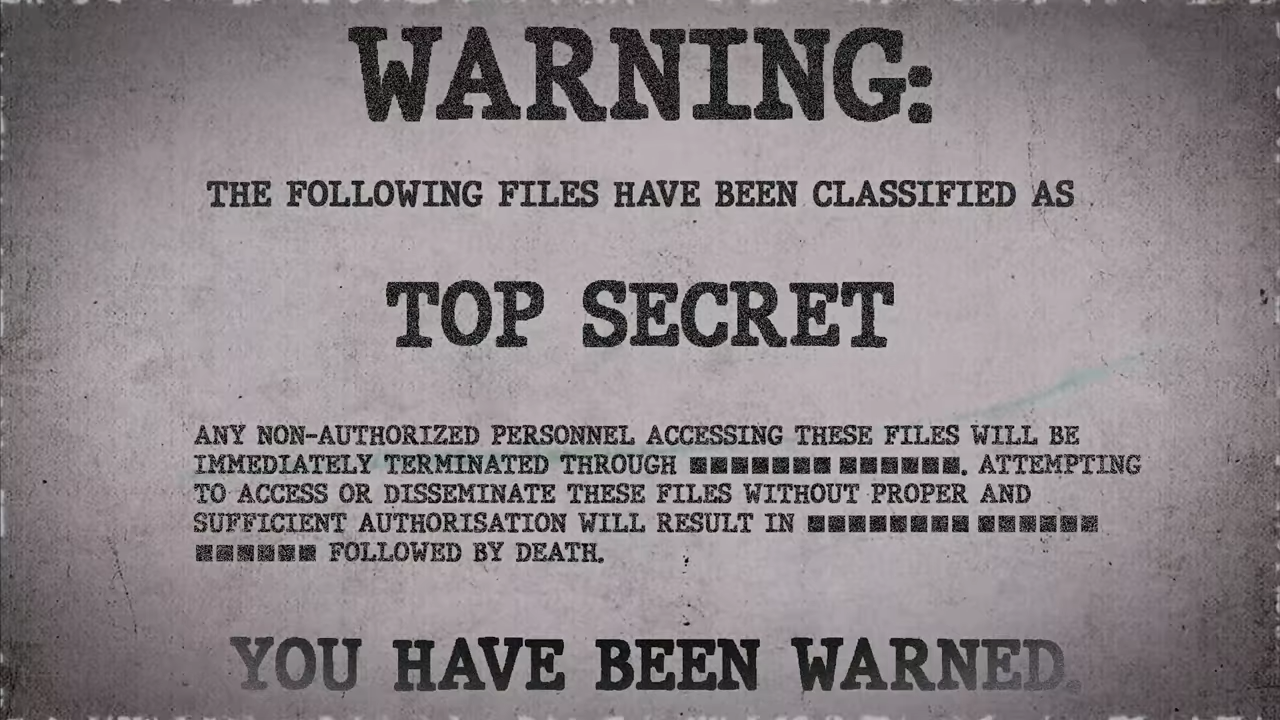 WARNING:
THE FOLLOWING FILES HAVE BEEN CLASSIFIED AS
TOP SECRET
ANY NON-AUTHORIZED PERSONNEL ACCESSING THESE FILES WILL BE
IMMEDIATELY TERMINATED THROUGH ■■■■■■■ ■■■■■■. ATTEMPTING
TO ACCESS OR DISSEMINATE THESE FILES WITHOUT PROPER AND
SUFFICIENT AUTHORISATION WILL RESULT IN ■■■■■■■■ ■■■■■■
■■■■■■ FOLLOWED BY DEATH.
YOU HAVE BEEN WARNED.